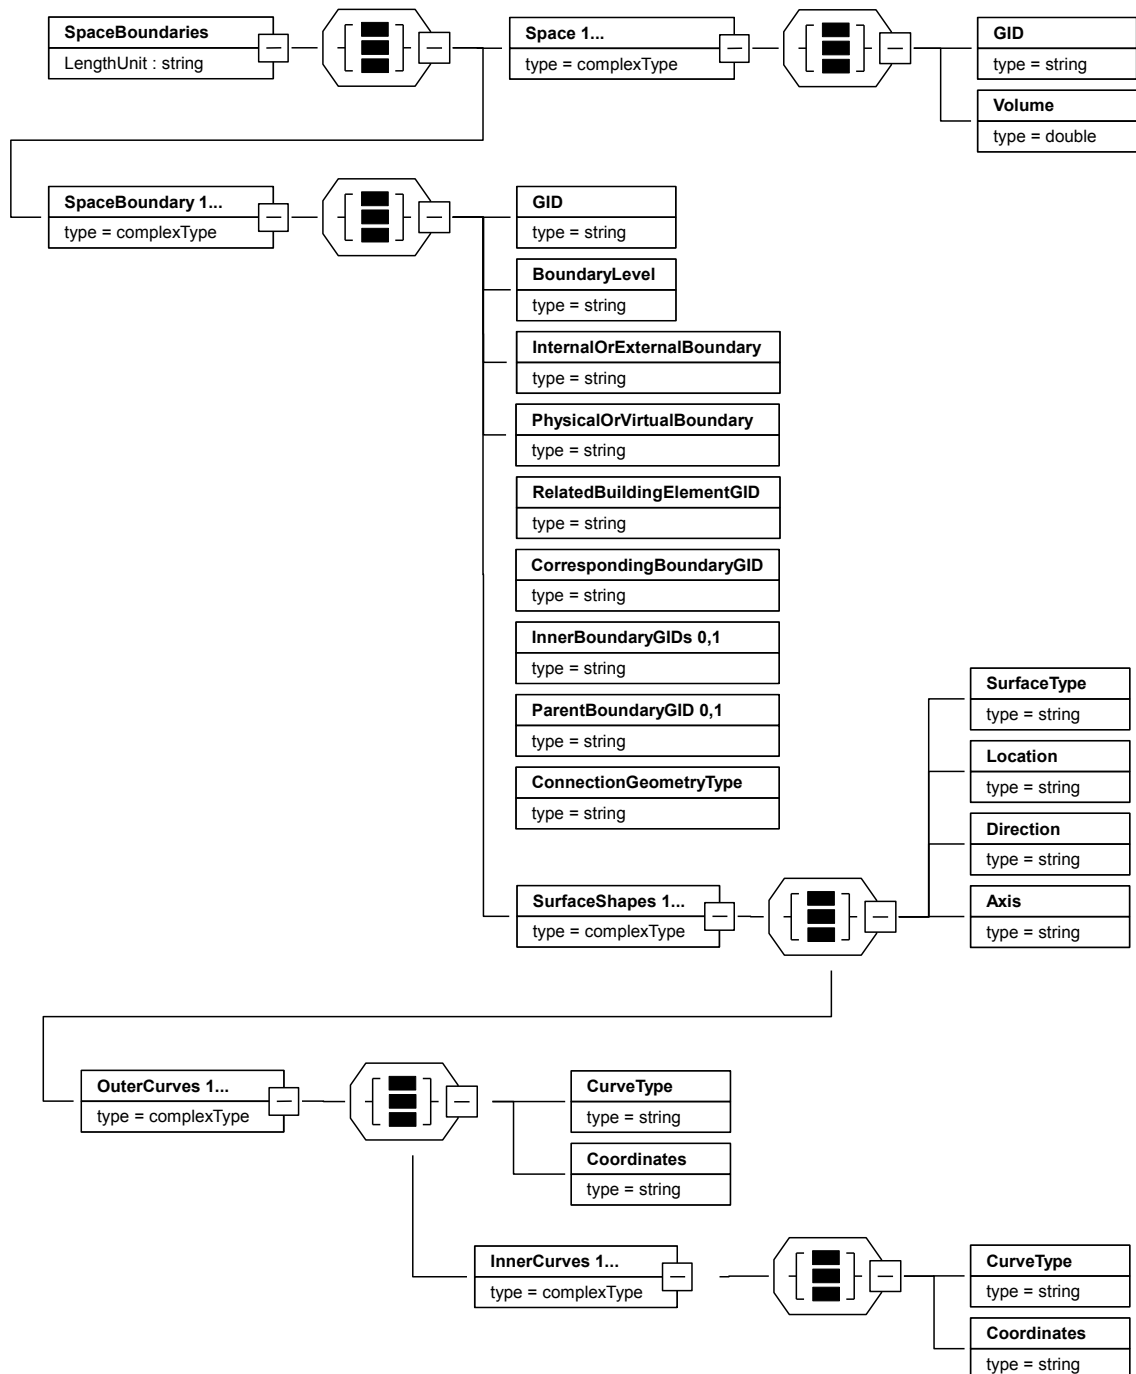 SpaceBoundaries
LengthUnit : string
Space 1...
type = complexType
GID
type = string
Volume
type = double
SpaceBoundary 1...
type = complexType
GID
type = string
BoundaryLevel
type = string
InternalOrExternalBoundary
type = string
PhysicalOrVirtualBoundary
type = string
RelatedBuildingElementGID
type = string
CorrespondingBoundaryGID
type = string
InnerBoundaryGIDs 0,1
type = string
ParentBoundaryGID 0,1
type = string
ConnectionGeometryType
type = string
SurfaceShapes 1...
type = complexType
SurfaceType
type = string
Location
type = string
Direction
type = string
Axis
type = string
OuterCurves 1...
type = complexType
CurveType
type = string
Coordinates
type = string
InnerCurves 1...
type = complexType
CurveType
type = string
Coordinates
type = string